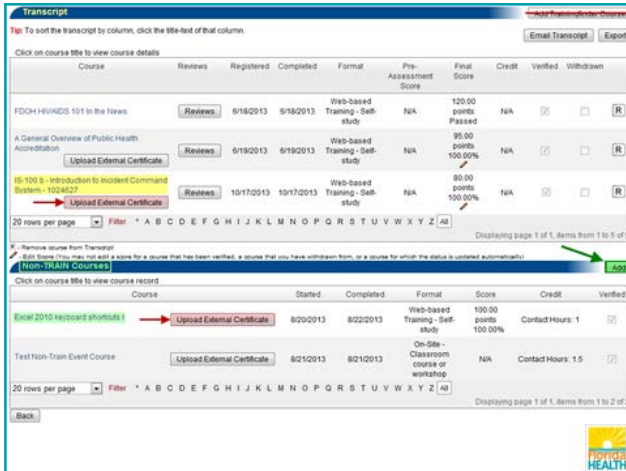 Transcript
Add TrainingFinder Course
Tip: To sort the transcript by column, click the title-text of that column.
Email Transcript Export
Click on course title to view course details
Course Reviews Registered Completed Format Pre-Assessment Score Final Score Credit Verified Withdrawn
FDOH HIV/AIDS 101 In the News Reviews 6/18/2013 6/18/2013 Web-based Training - Self-study N/A 120.00 points Passed N/A R
A General Overview of Public Health Accreditation Upload External Certificate Reviews 6/19/2013 6/19/2013 Web-based Training - Self-study N/A 95.00 points 100.00% N/A R
IS-100.b - Introduction to Incident Command System - 1024627 Upload External Certificate Reviews 10/17/2013 10/17/2013 Web-based Training - Self-study N/A 80.00 points 100.00% N/A R
20 rows per page Filter * A B C D E F G H I J K L M N O P Q R S T U V W X Y Z All
Displaying page 1 of 1, items from 1 to 5 of
- Remove course from Transcript
- Edit Score (You may not edit a score for a course that has been verified, a course that you have withdrawn from, or a course for which the status is updated automatically)
Non-TRAIN Courses Add
Click on course title to view course record
Course Started Completed Format Score Credit Verified
Excel 2010 keyboard shortcuts I Upload External Certificate 8/20/2013 8/22/2013 Web-based Training - Self-study 100.00 points 100.00% Contact Hours: 1
Test Non-Train Event Course Upload External Certificate 8/21/2013 8/21/2013 On-Site - Classroom course or workshop N/A Contact Hours: 1.5
20 rows per page Filter * A B C D E F G H I J K L M N O P Q R S T U V W X Y Z All
Displaying page 1 of 1, items from 1 to 2 of
Back
Florida
HEALTH